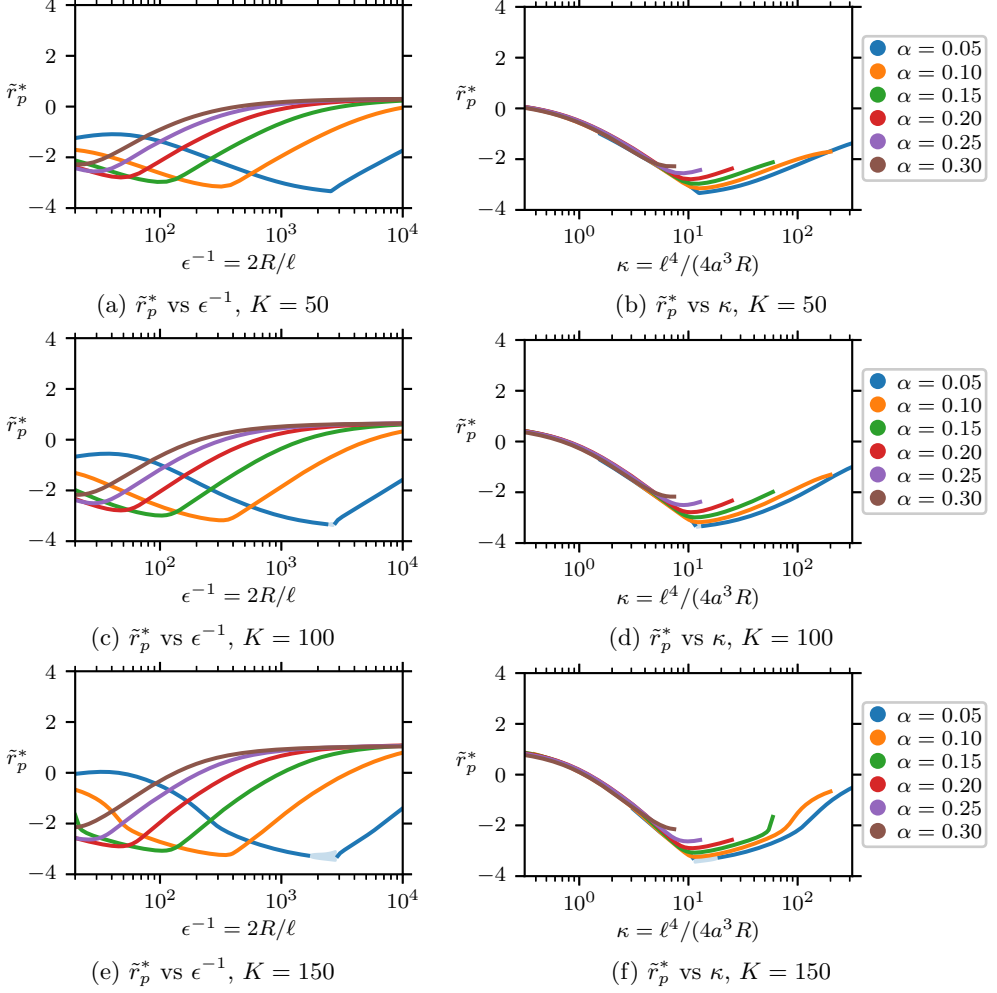 4
2
0
−2
−4
r̃*ₚ
10² 10³ 10⁴
ϵ⁻¹ = 2R/ℓ
(a) r̃*ₚ vs ϵ⁻¹, K = 50
4
2
0
−2
−4
r̃*ₚ
10⁰ 10¹ 10²
κ = ℓ⁴/(4a³R)
(b) r̃*ₚ vs κ, K = 50
α = 0.05
α = 0.10
α = 0.15
α = 0.20
α = 0.25
α = 0.30
4
2
0
−2
−4
r̃*ₚ
10² 10³ 10⁴
ϵ⁻¹ = 2R/ℓ
(c) r̃*ₚ vs ϵ⁻¹, K = 100
4
2
0
−2
−4
r̃*ₚ
10⁰ 10¹ 10²
κ = ℓ⁴/(4a³R)
(d) r̃*ₚ vs κ, K = 100
α = 0.05
α = 0.10
α = 0.15
α = 0.20
α = 0.25
α = 0.30
4
2
0
−2
−4
r̃*ₚ
10² 10³ 10⁴
ϵ⁻¹ = 2R/ℓ
(e) r̃*ₚ vs ϵ⁻¹, K = 150
4
2
0
−2
−4
r̃*ₚ
10⁰ 10¹ 10²
κ = ℓ⁴/(4a³R)
(f) r̃*ₚ vs κ, K = 150
α = 0.05
α = 0.10
α = 0.15
α = 0.20
α = 0.25
α = 0.30